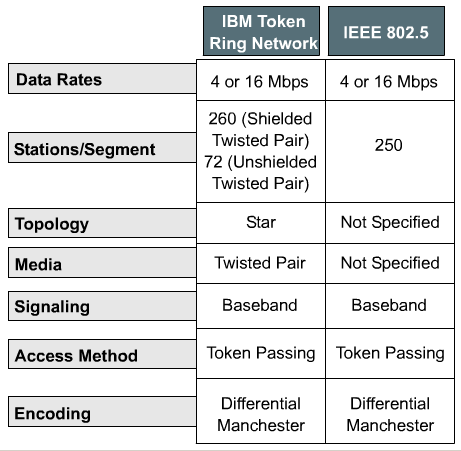 IBM Token
Ring Network
IEEE 802.5
Data Rates
4 or 16 Mbps
4 or 16 Mbps
Stations/Segment
260 (Shielded
Twisted Pair)
72 (Unshielded
Twisted Pair)
250
Topology
Star
Not Specified
Media
Twisted Pair
Not Specified
Signaling
Baseband
Baseband
Access Method
Token Passing
Token Passing
Encoding
Differential
Manchester
Differential
Manchester